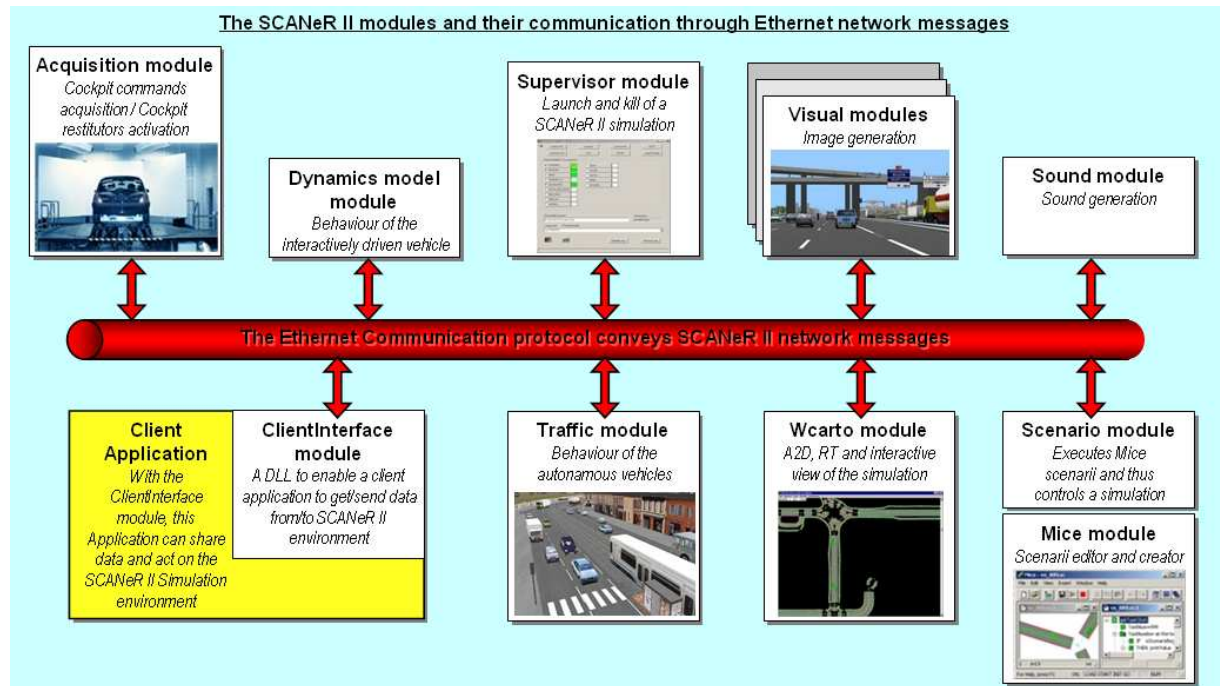 The SCANeR II modules and their communication through Ethernet network messages
Acquisition module
Cockpit commands
acquisition / Cockpit
restitutors activation
Dynamics model
module
Behaviour of the
interactively driven vehicle
Supervisor module
Launch and kill of a
SCANeR II simulation
Visual modules
Image generation
Sound module
Sound generation
The Ethernet Communication protocol conveys SCANeR II network messages
Client
Application
With the
ClientInterface
module, this
Application can share
data and act on the
SCANeR II Simulation
environment
ClientInterface
module
A DLL to enable a client
application to get/send data
from/to SCANeR II
environment
Traffic module
Behaviour of the
autonamous vehicles
Wcarto module
A2D, RT and interactive
view of the simulation
Scenario module
Executes Mice
scenarii and thus
controls a simulation
Mice module
Scenarii editor and creator
File Edit View Insert Window Help